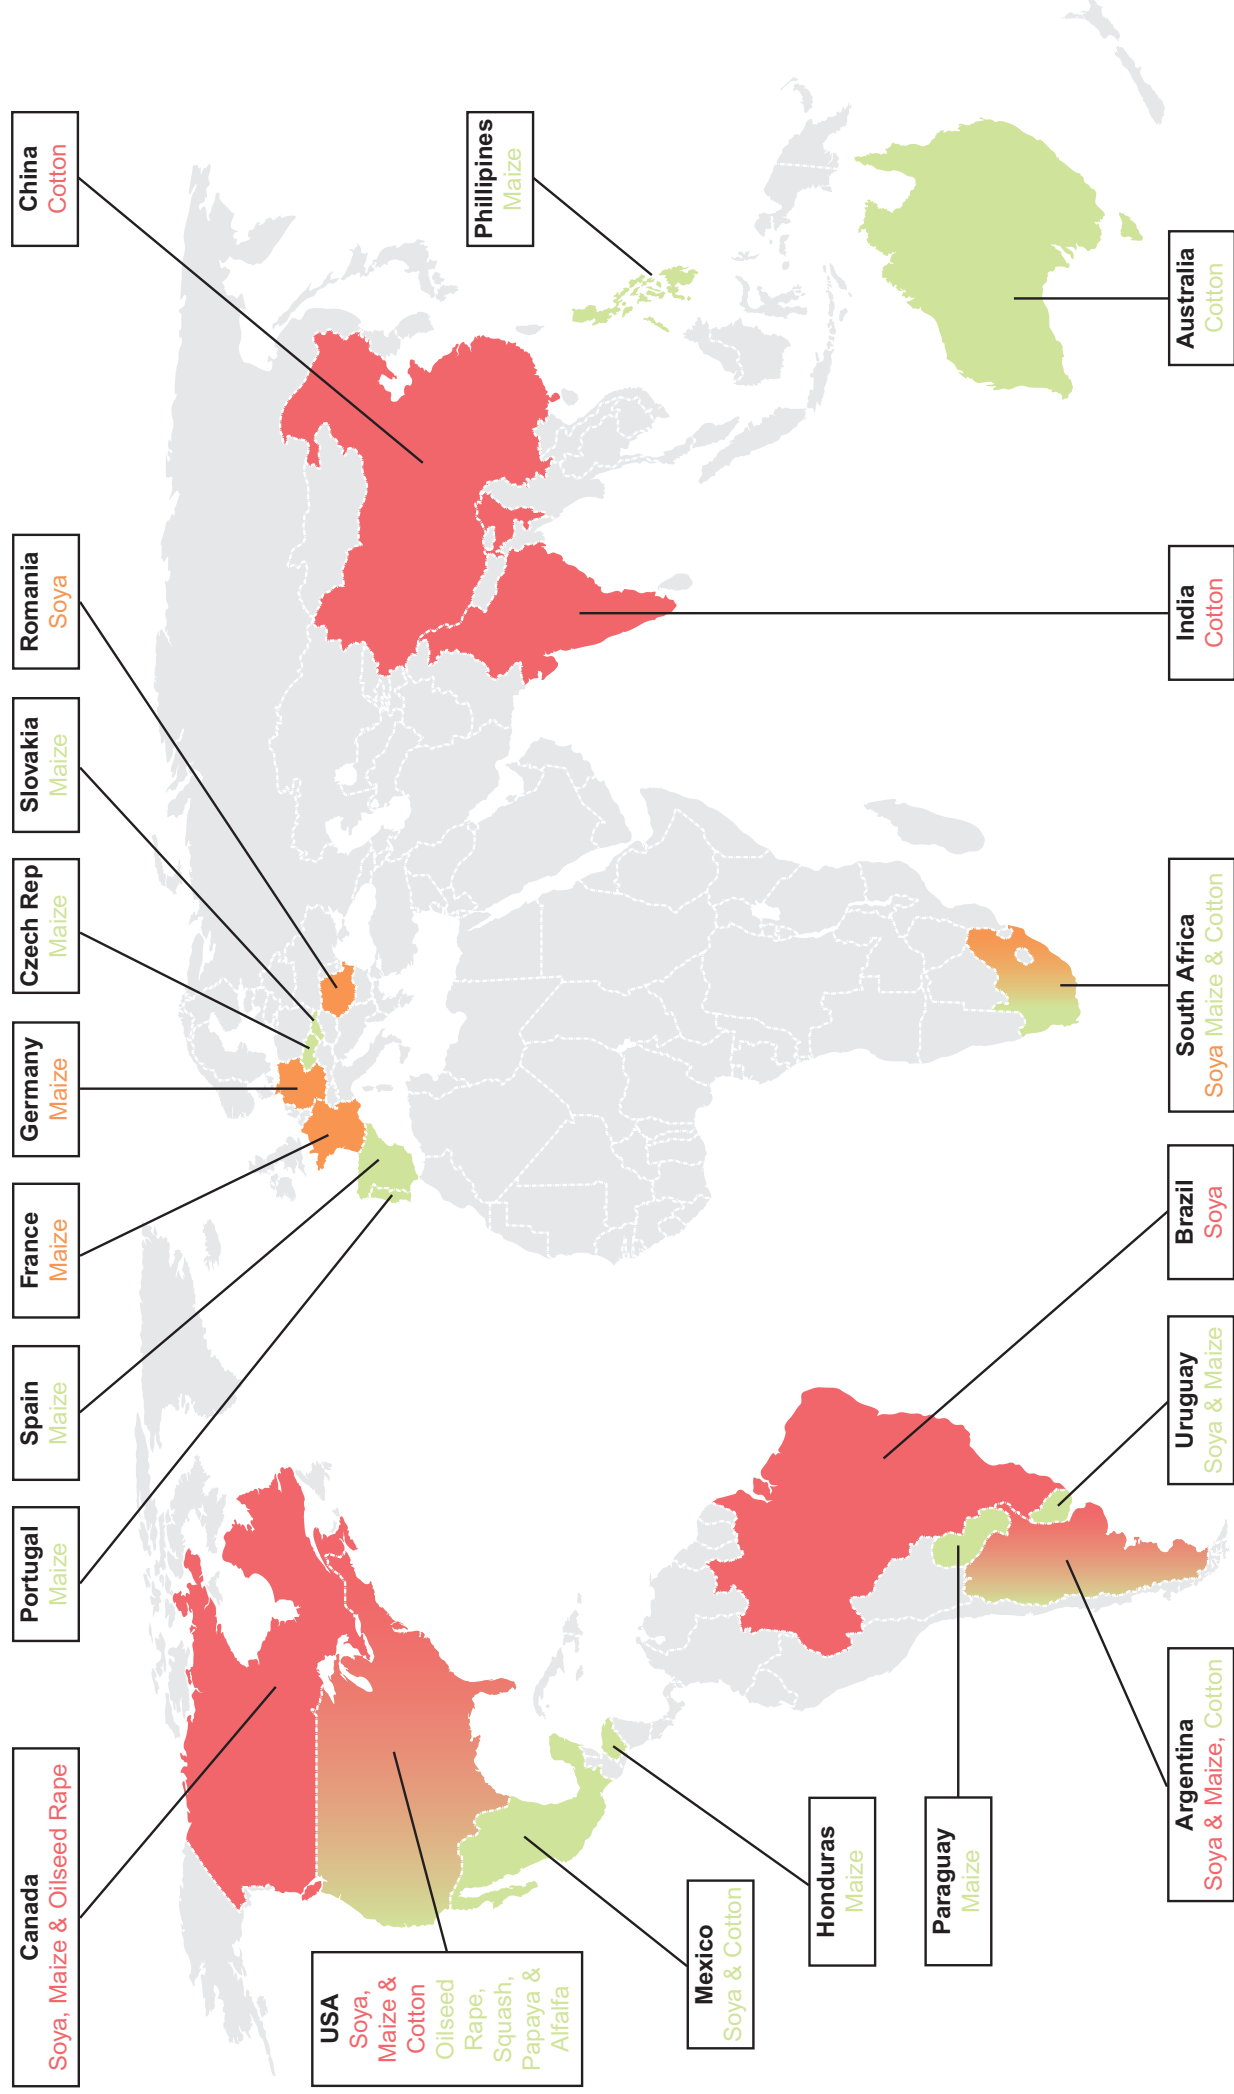 Canada
Soya, Maize & Oilseed Rape
Portugal
Maize
Spain
Maize
France
Maize
Germany
Maize
Czech Rep
Maize
Slovakia
Maize
Romania
Soya
China
Cotton
USA
Soya,
Maize &
Cotton
Oilseed
Rape,
Squash,
Papaya &
Alfalfa
Phillipines
Maize
Mexico
Soya & Cotton
Honduras
Maize
Paraguay
Maize
Argentina
Soya & Maize, Cotton
Uruguay
Soya & Maize
Brazil
Soya
South Africa
Soya Maize & Cotton
India
Cotton
Australia
Cotton